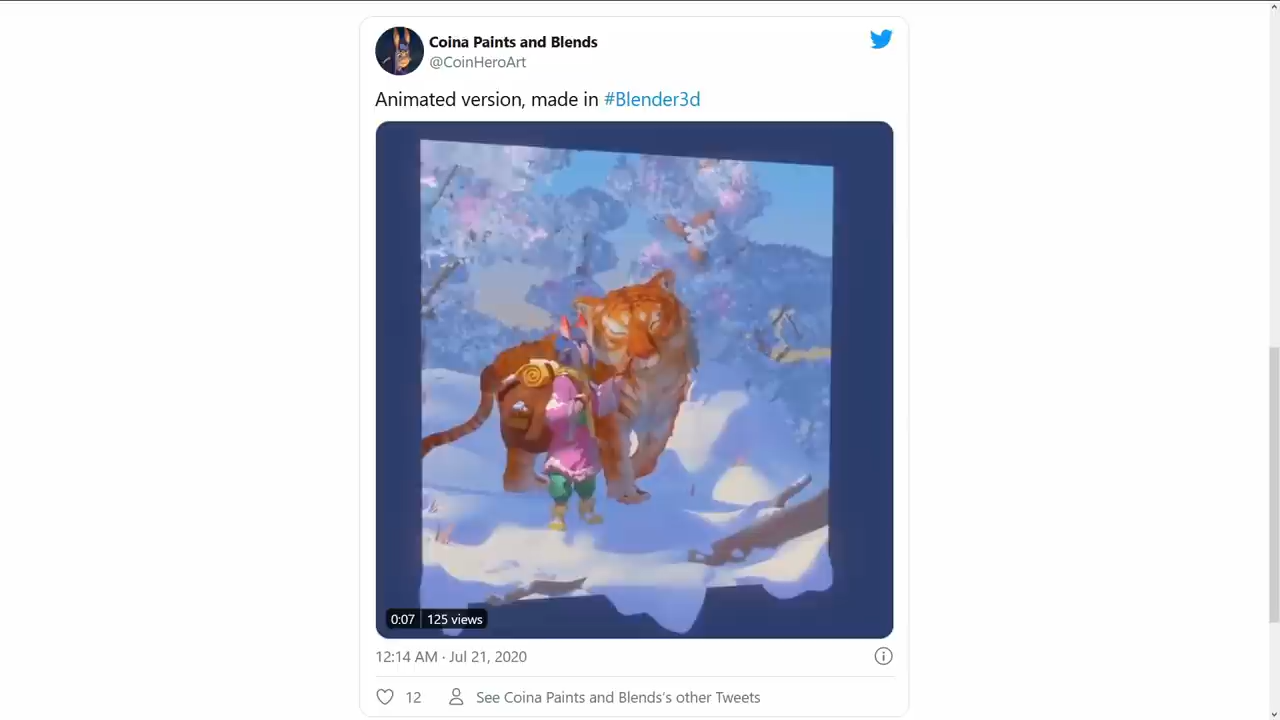 Coina Paints and Blends
@CoinHeroArt
Animated version, made in #Blender3d
0:07 125 views
12:14 AM · Jul 21, 2020
12 See Coina Paints and Blends's other Tweets